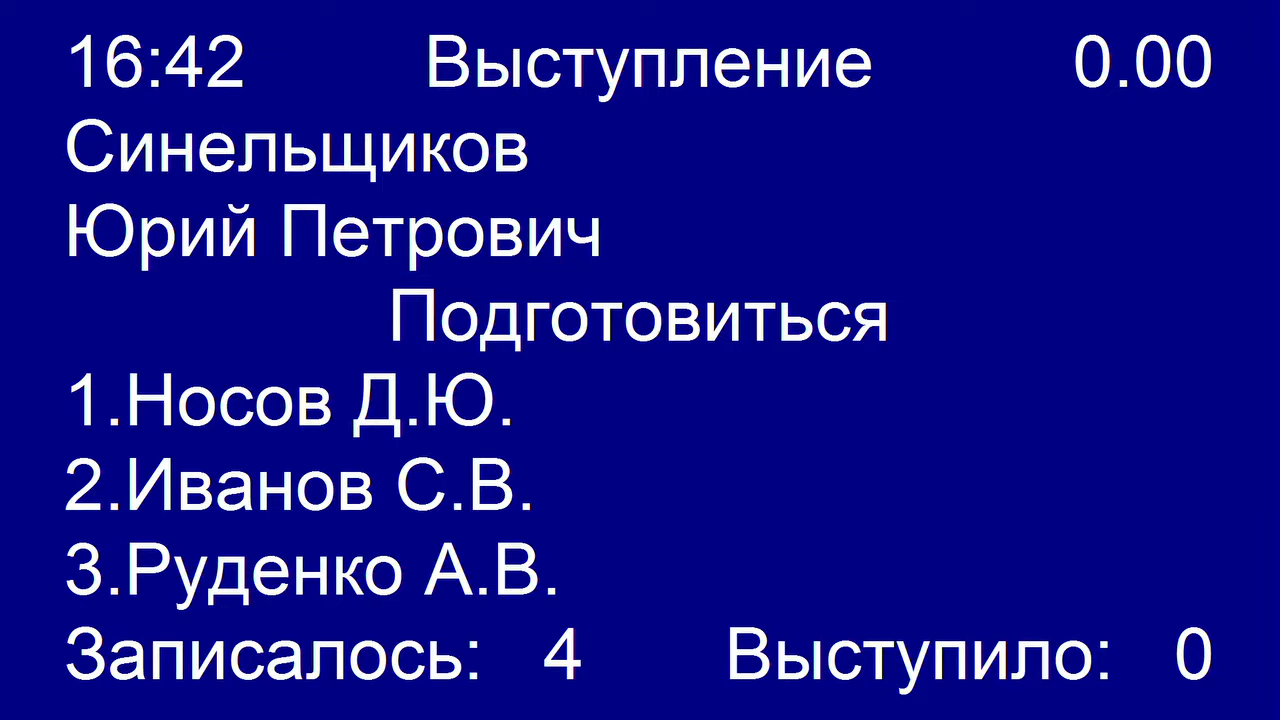 16:42 Выступление 0.00
Синельщиков
Юрий Петрович
Подготовиться
1.Носов Д.Ю.
2.Иванов С.В.
3.Руденко А.В.
Записалось: 4 Выступило: 0